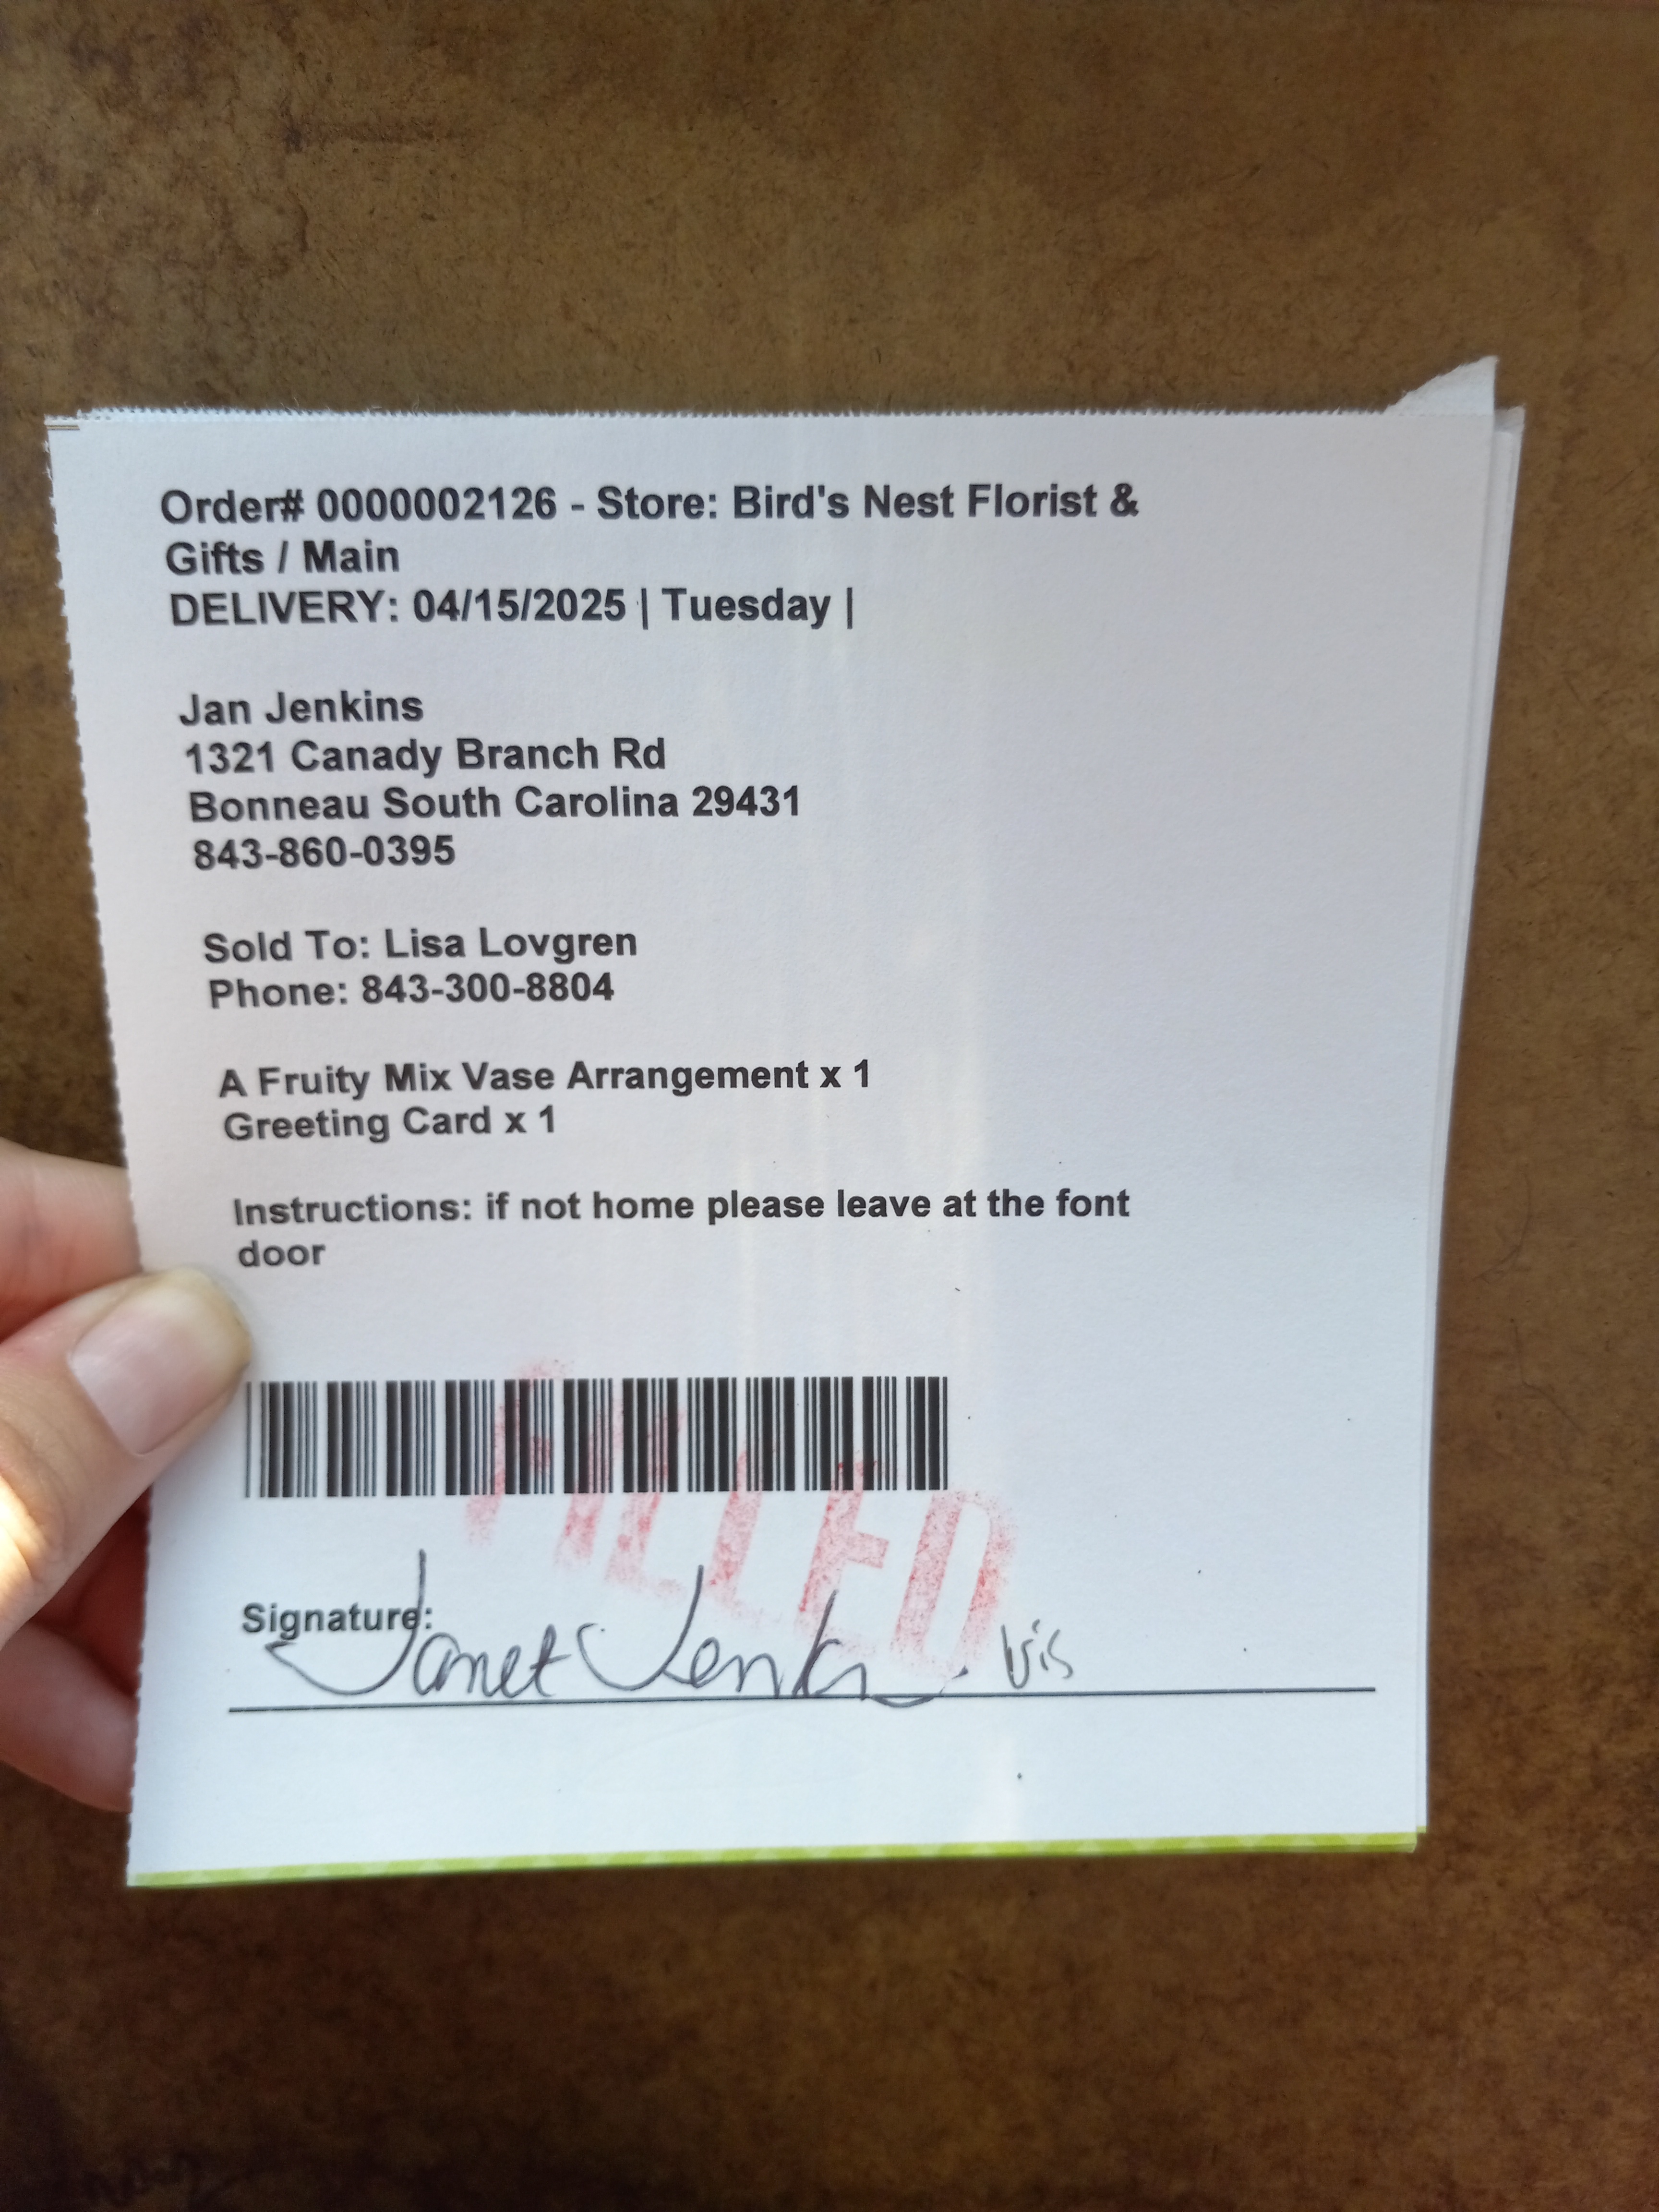 Order# 0000002126 - Store: Bird's Nest Florist &
Gifts / Main
DELIVERY: 04/15/2025 | Tuesday |
Jan Jenkins
1321 Canady Branch Rd
Bonneau South Carolina 29431
843-860-0395
Sold To: Lisa Lovgren
Phone: 843-300-8804
A Fruity Mix Vase Arrangement x 1
Greeting Card x 1
Instructions: if not home please leave at the font
door
FILLED
Signature: Janet